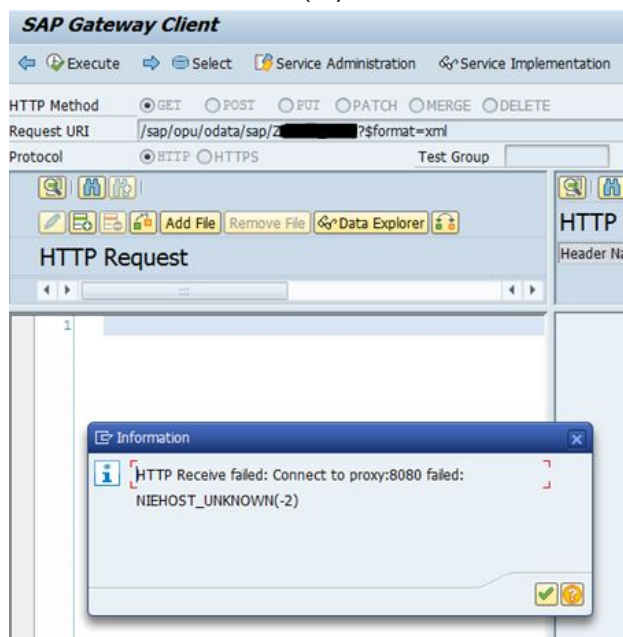 SAP Gateway Client
Execute Select Service Administration Service Implementation
HTTP Method GET POST PUT PATCH MERGE DELETE
Request URI /sap/opu/odata/sap/Z ?$format=xml
Protocol HTTP HTTPS Test Group
Add File Remove File Data Explorer
HTTP Request
HTTP
Header Na
1
Information
HTTP Receive failed: Connect to proxy:8080 failed:
NIEHOST_UNKNOWN(-2)